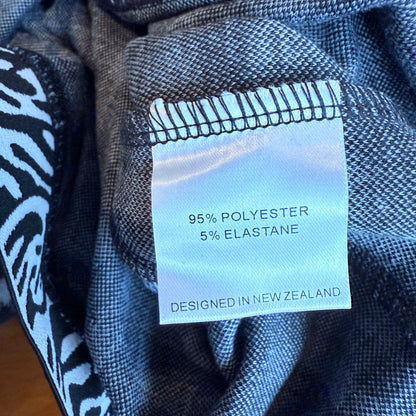 95% POLYESTER
5% ELASTANE
DESIGNED IN NEW ZEALAND